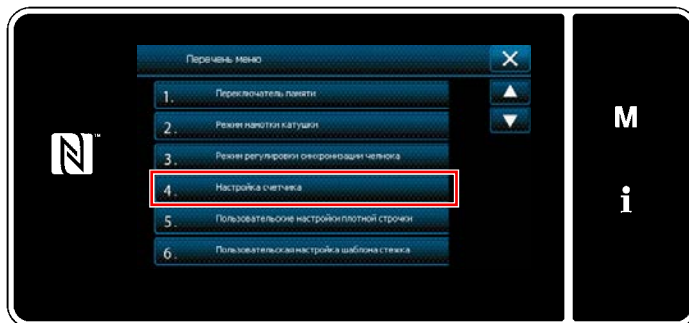 Перечень меню
1. Переключатель памяти
2. Режим намотки катушки
3. Режим регулировки синхронизации челнока
4. Настройка счетчика
5. Пользовательские настройки плотной строчки
6. Пользовательская настройка шаблона стежка
M
i